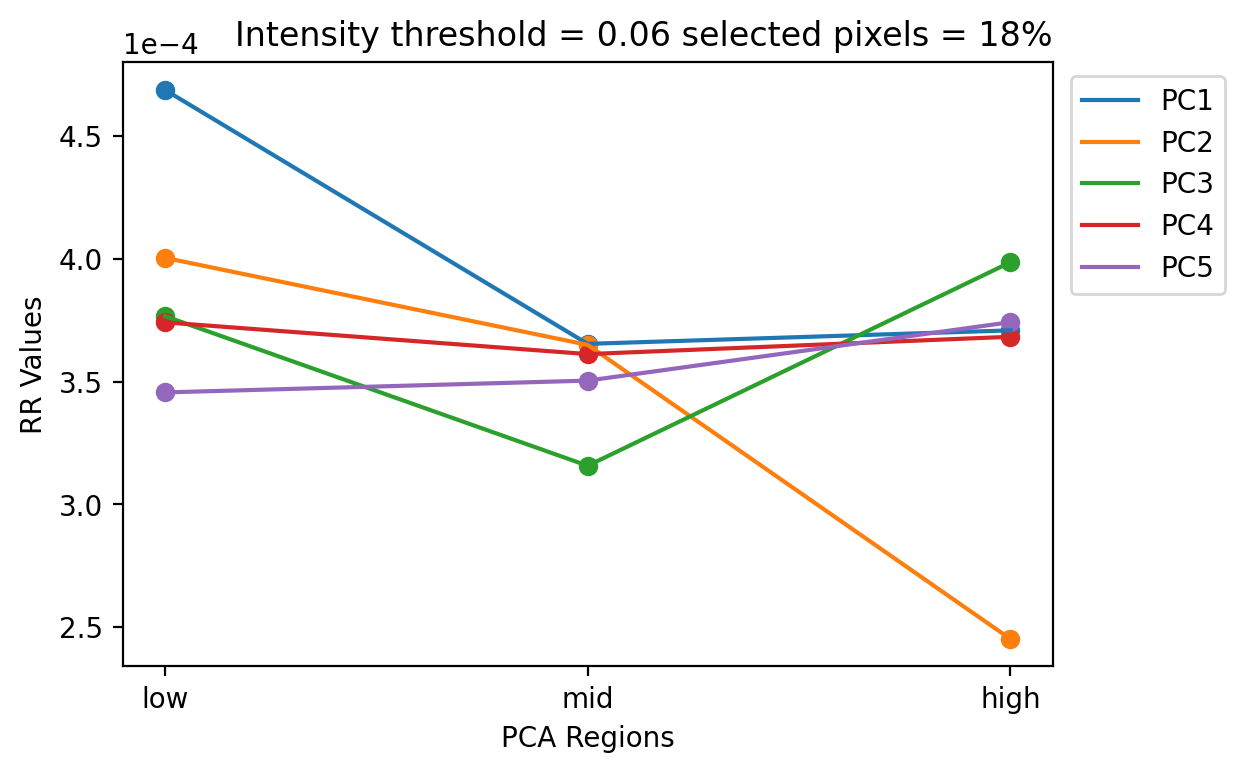 1e−4
Intensity threshold = 0.06 selected pixels = 18%
4.5
4.0
3.5
3.0
2.5
RR Values
low
mid
high
PCA Regions
PC1
PC2
PC3
PC4
PC5